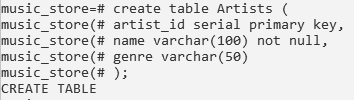 music_store=# create table Artists (
music_store(# artist_id serial primary key,
music_store(# name varchar(100) not null,
music_store(# genre varchar(50)
music_store(# );
CREATE TABLE